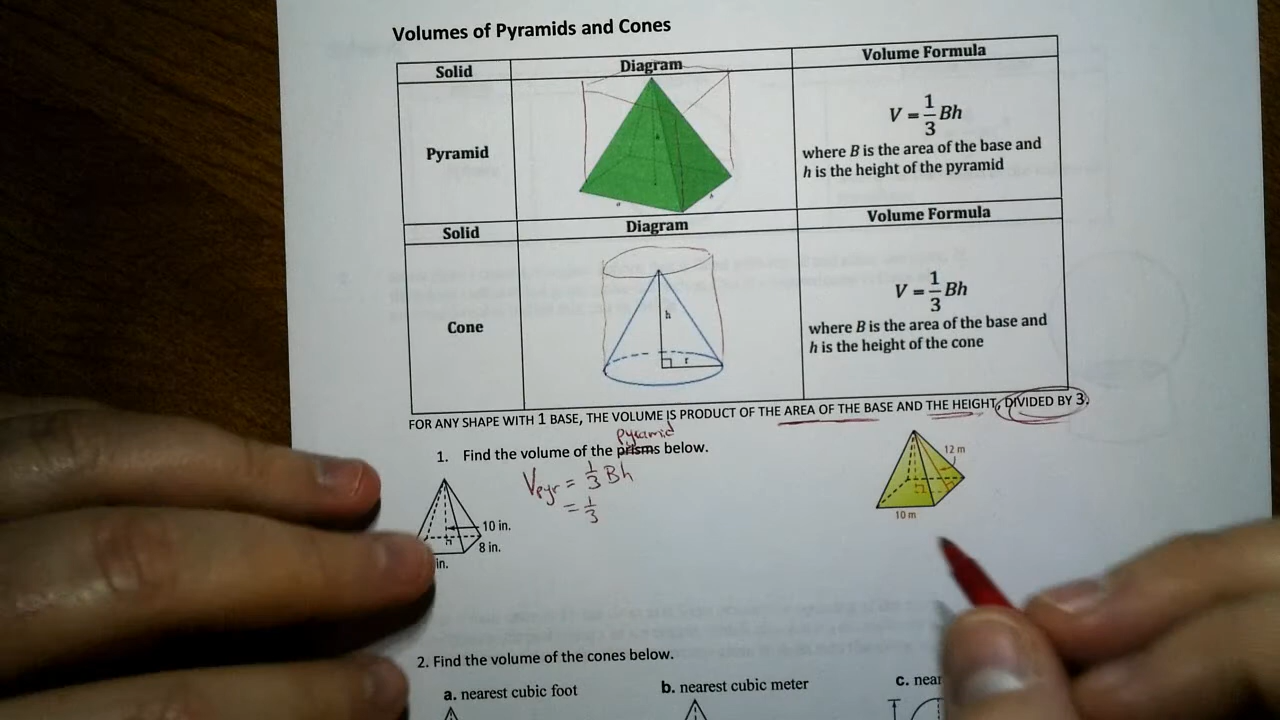 Volumes of Pyramids and Cones
Solid Diagram Volume Formula
Pyramid
V = 1/3 Bh
where B is the area of the base and
h is the height of the pyramid
Solid Diagram Volume Formula
Cone
h
r
V = 1/3 Bh
where B is the area of the base and
h is the height of the cone
FOR ANY SHAPE WITH 1 BASE, THE VOLUME IS PRODUCT OF THE AREA OF THE BASE AND THE HEIGHT, DIVIDED BY 3.
pyramid
1. Find the volume of the prisms below.
Vpyr = 1/3 Bh
= 1/3
10 in.
8 in.
in.
12 m
10 m
2. Find the volume of the cones below.
a. nearest cubic foot b. nearest cubic meter c. near